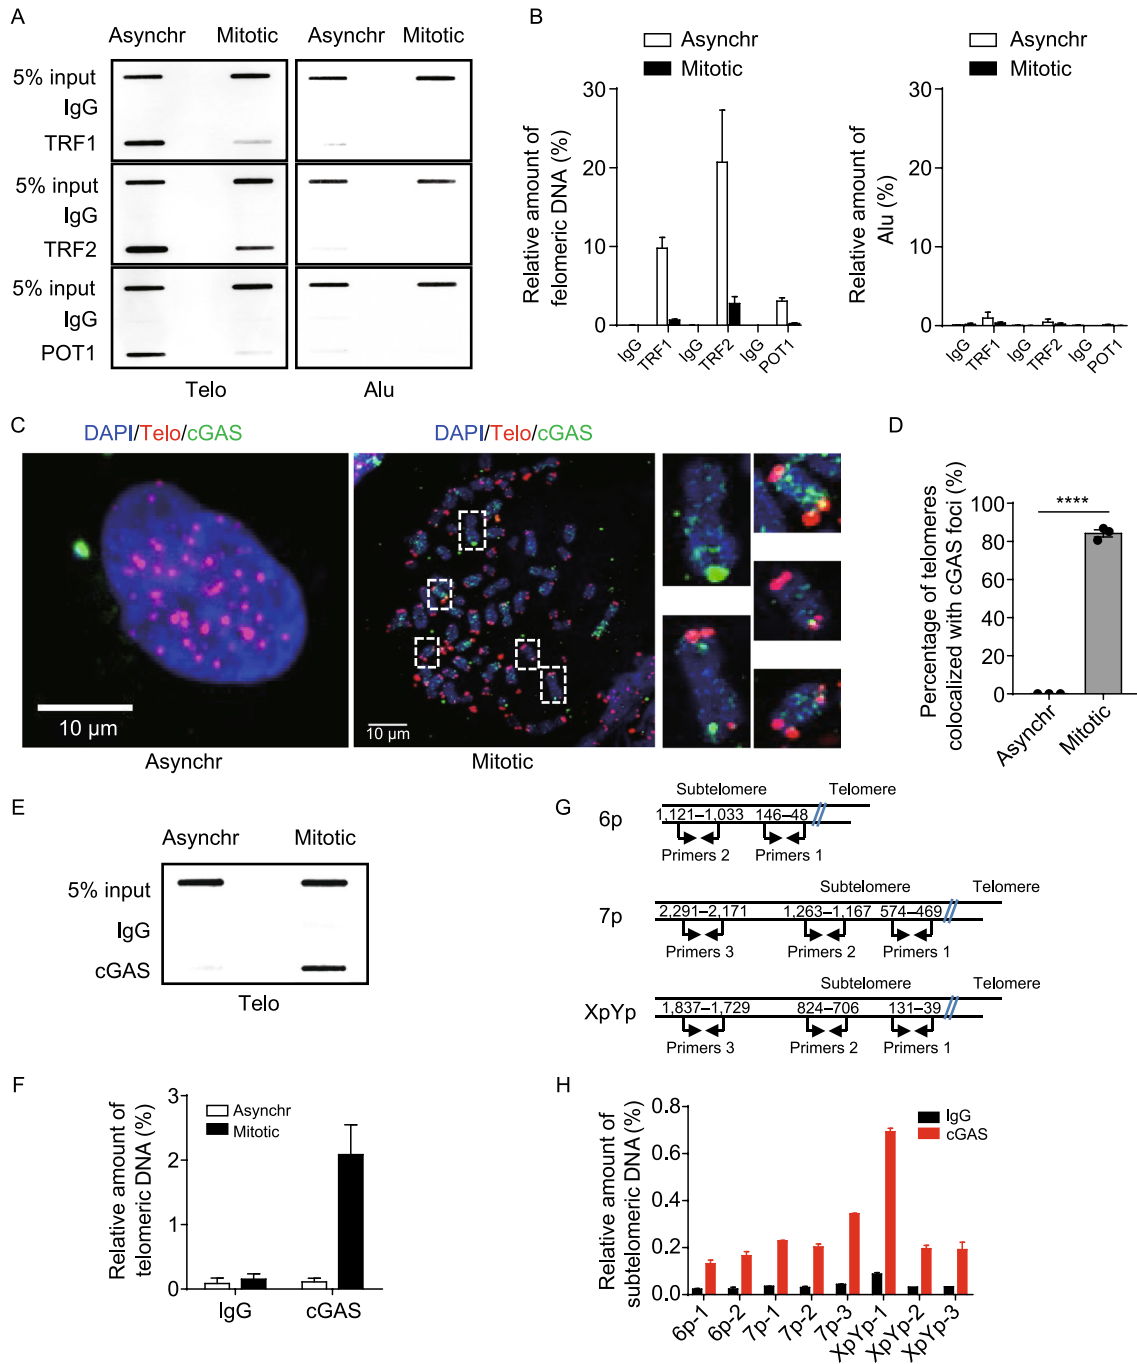 A
Asynchr Mitotic Asynchr Mitotic
5% input
IgG
TRF1
5% input
IgG
TRF2
5% input
IgG
POT1
Telo Alu
B
Asynchr
Mitotic
Relative amount of
felomeric DNA (%)
30
20
10
0
IgG TRF1 IgG TRF2 IgG POT1
Asynchr
Mitotic
Relative amount of
Alu (%)
30
20
10
0
IgG TRF1 IgG TRF2 IgG POT1
C
DAPI/Telo/cGAS DAPI/Telo/cGAS
10 µm
10 µm
Asynchr Mitotic
D
Percentage of telomeres
colocalized with cGAS foci (%)
100
80
60
40
20
0
****
Asynchr Mitotic
E
Asynchr Mitotic
5% input
IgG
cGAS
Telo
F
Relative amount of
telomeric DNA (%)
3
2
1
0
Asynchr
Mitotic
IgG cGAS
G
6p
Subtelomere Telomere
1,121–1,033 146–48
Primers 2 Primers 1
7p
Subtelomere Telomere
2,291–2,171 1,263–1,167 574–469
Primers 3 Primers 2 Primers 1
XpYp
Subtelomere Telomere
1,837–1,729 824–706 131–39
Primers 3 Primers 2 Primers 1
H
Relative amount of
subtelomeric DNA (%)
0.8
0.6
0.4
0.2
0.0
IgG
cGAS
6p-1 6p-2 7p-1 7p-2 7p-3 XpYp-1 XpYp-2 XpYp-3